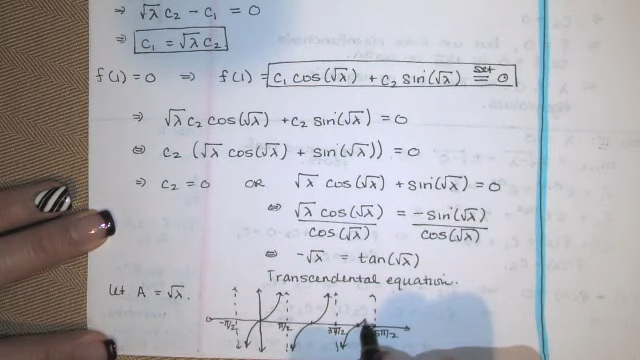 ⇒ √λ c₂ - c₁ = 0
⇒ c₁ = √λ c₂
f(1) = 0 ⇒ f(1) = c₁ cos(√λ) + c₂ sin(√λ) set = 0
⇒ √λ c₂ cos(√λ) + c₂ sin(√λ) = 0
⇔ c₂ (√λ cos(√λ) + sin(√λ)) = 0
⇒ c₂ = 0 OR √λ cos(√λ) + sin(√λ) = 0
⇔ √λ cos(√λ) / cos(√λ) = -sin(√λ) / cos(√λ)
⇔ -√λ = tan(√λ)
Transcendental equation.
let A = √λ.
-π/2 π/2 3π/2 5π/2